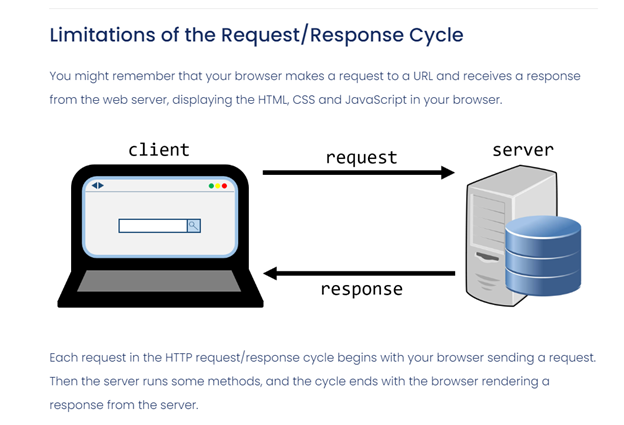 Limitations of the Request/Response Cycle
You might remember that your browser makes a request to a URL and receives a response
from the web server, displaying the HTML, CSS and JavaScript in your browser.
client
request
server
response
Each request in the HTTP request/response cycle begins with your browser sending a request.
Then the server runs some methods, and the cycle ends with the browser rendering a
response from the server.